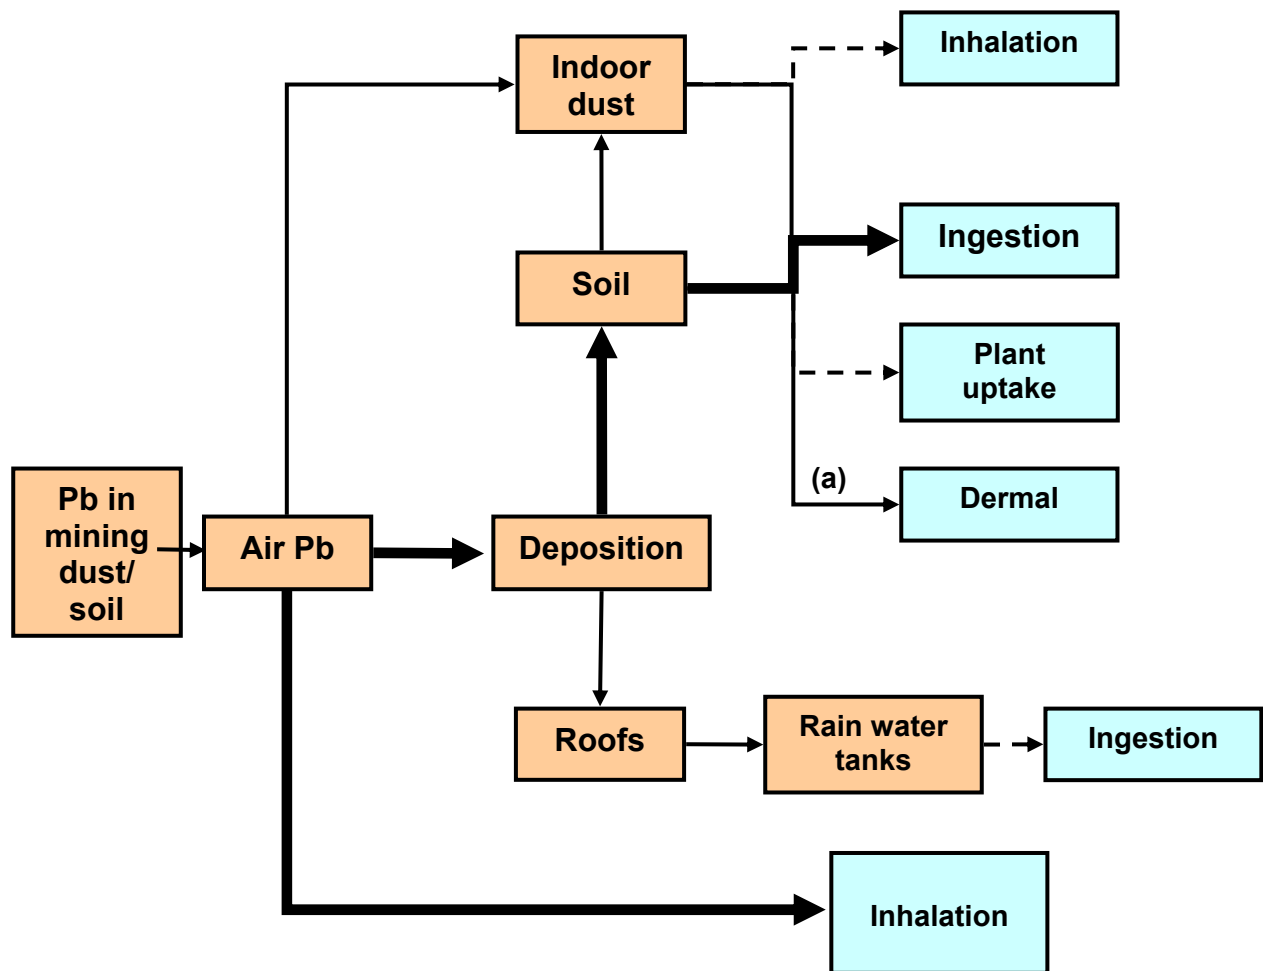 Inhalation
Indoor
dust
Ingestion
Soil
Plant
uptake
(a)
Dermal
Pb in
mining
dust/
soil
Air Pb
Deposition
Roofs
Rain water
tanks
Ingestion
Inhalation